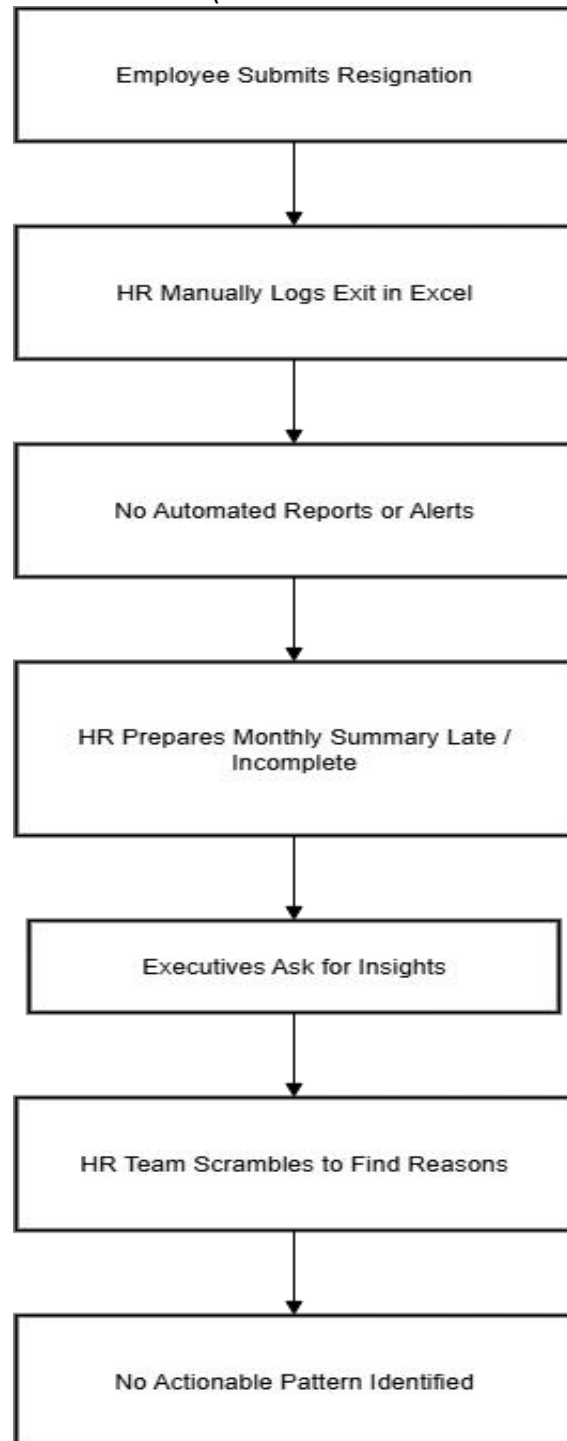 Employee Submits Resignation
HR Manually Logs Exit in Excel
No Automated Reports or Alerts
HR Prepares Monthly Summary Late /
Incomplete
Executives Ask for Insights
HR Team Scrambles to Find Reasons
No Actionable Pattern Identified